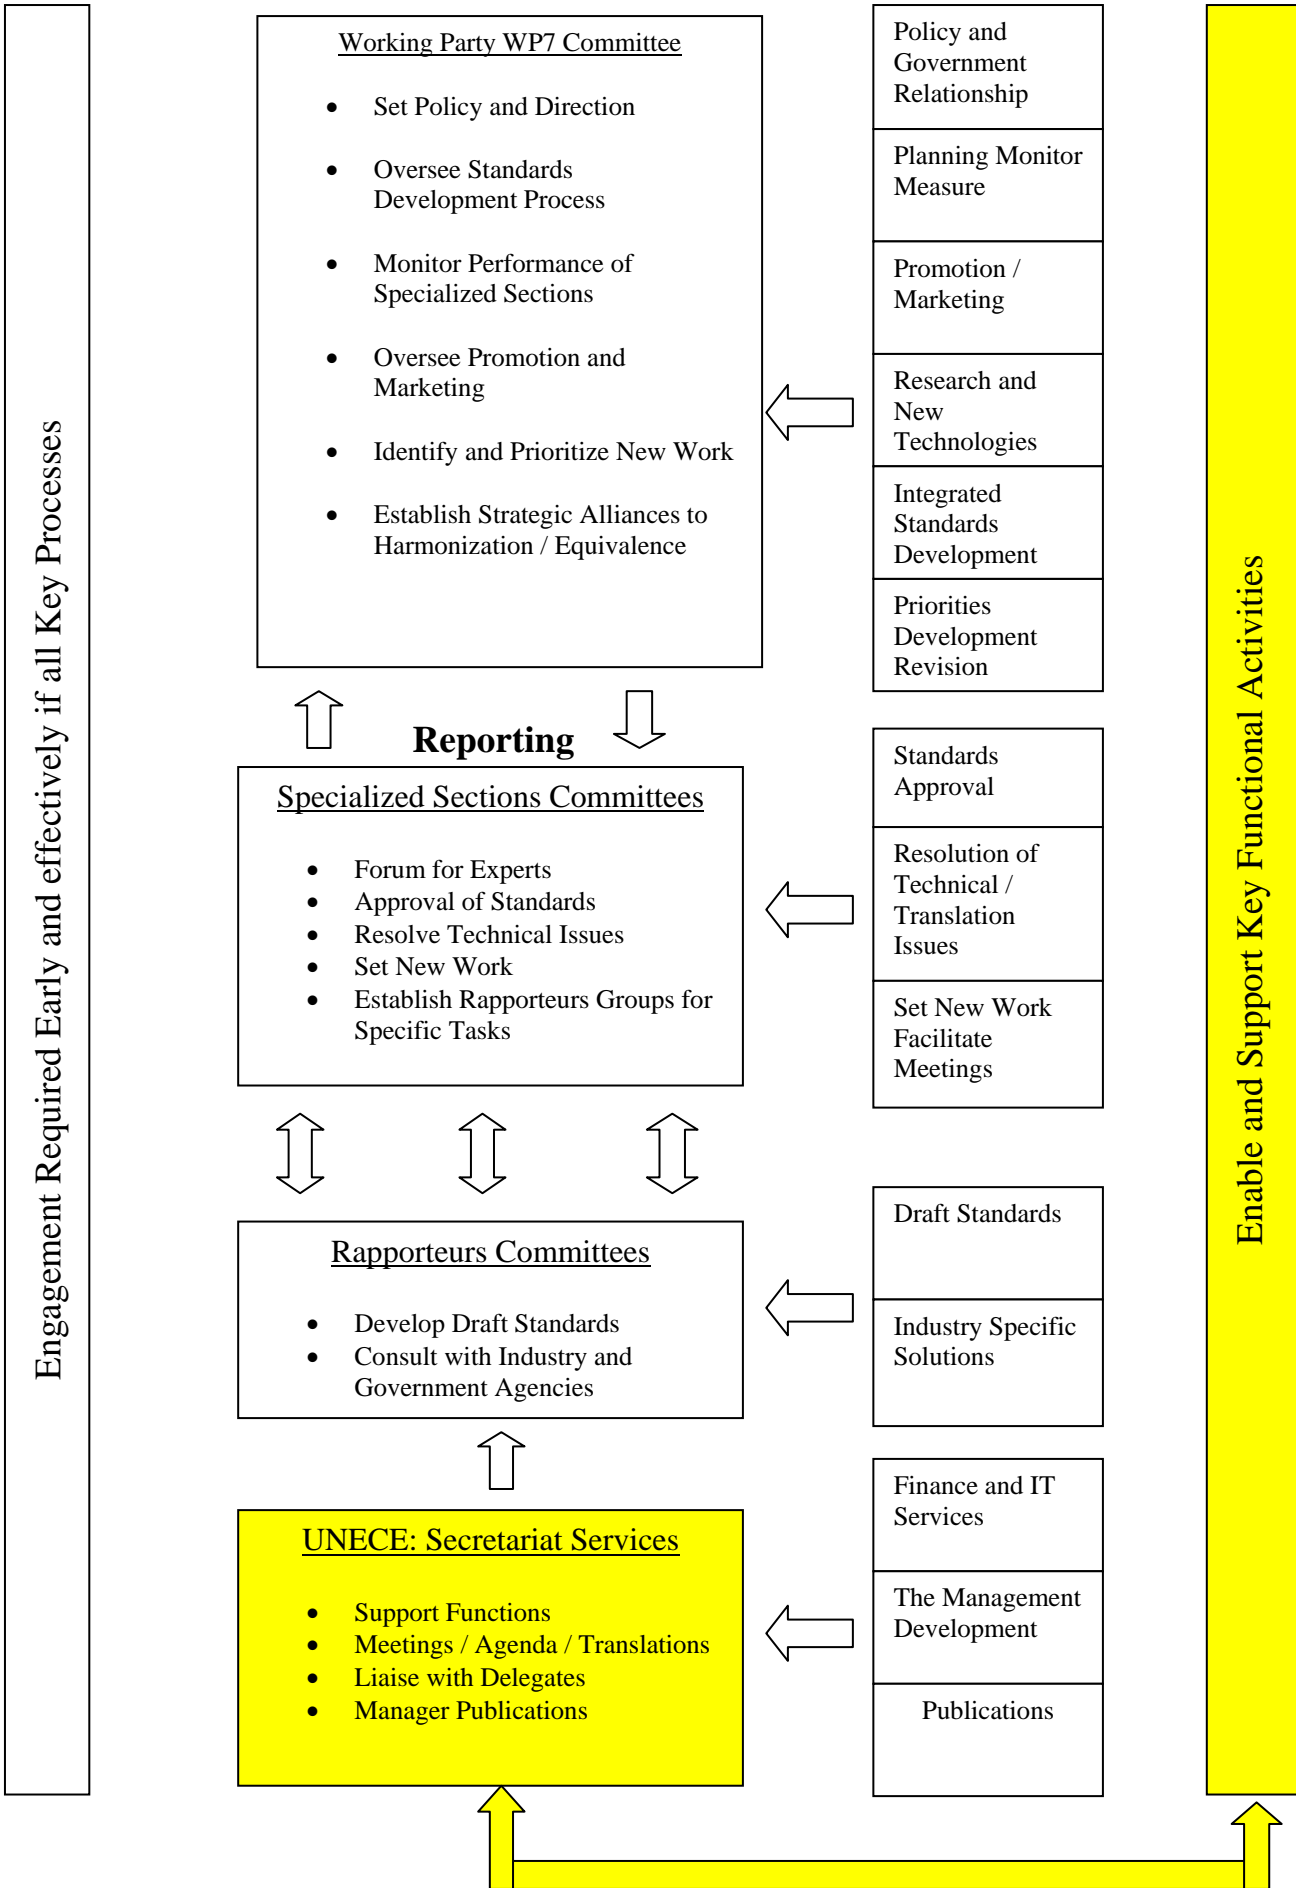 Engagement Required Early and effectively if all Key Processes
Working Party WP7 Committee
• Set Policy and Direction
• Oversee Standards
Development Process
• Monitor Performance of
Specialized Sections
• Oversee Promotion and
Marketing
• Identify and Prioritize New Work
• Establish Strategic Alliances to
Harmonization / Equivalence
Policy and
Government
Relationship
Planning Monitor
Measure
Promotion /
Marketing
Research and
New
Technologies
Integrated
Standards
Development
Priorities
Development
Revision
Reporting
Specialized Sections Committees
• Forum for Experts
• Approval of Standards
• Resolve Technical Issues
• Set New Work
• Establish Rapporteurs Groups for
Specific Tasks
Standards
Approval
Resolution of
Technical /
Translation
Issues
Set New Work
Facilitate
Meetings
Rapporteurs Committees
• Develop Draft Standards
• Consult with Industry and
Government Agencies
Draft Standards
Industry Specific
Solutions
UNECE: Secretariat Services
• Support Functions
• Meetings / Agenda / Translations
• Liaise with Delegates
• Manager Publications
Finance and IT
Services
The Management
Development
Publications
Enable and Support Key Functional Activities